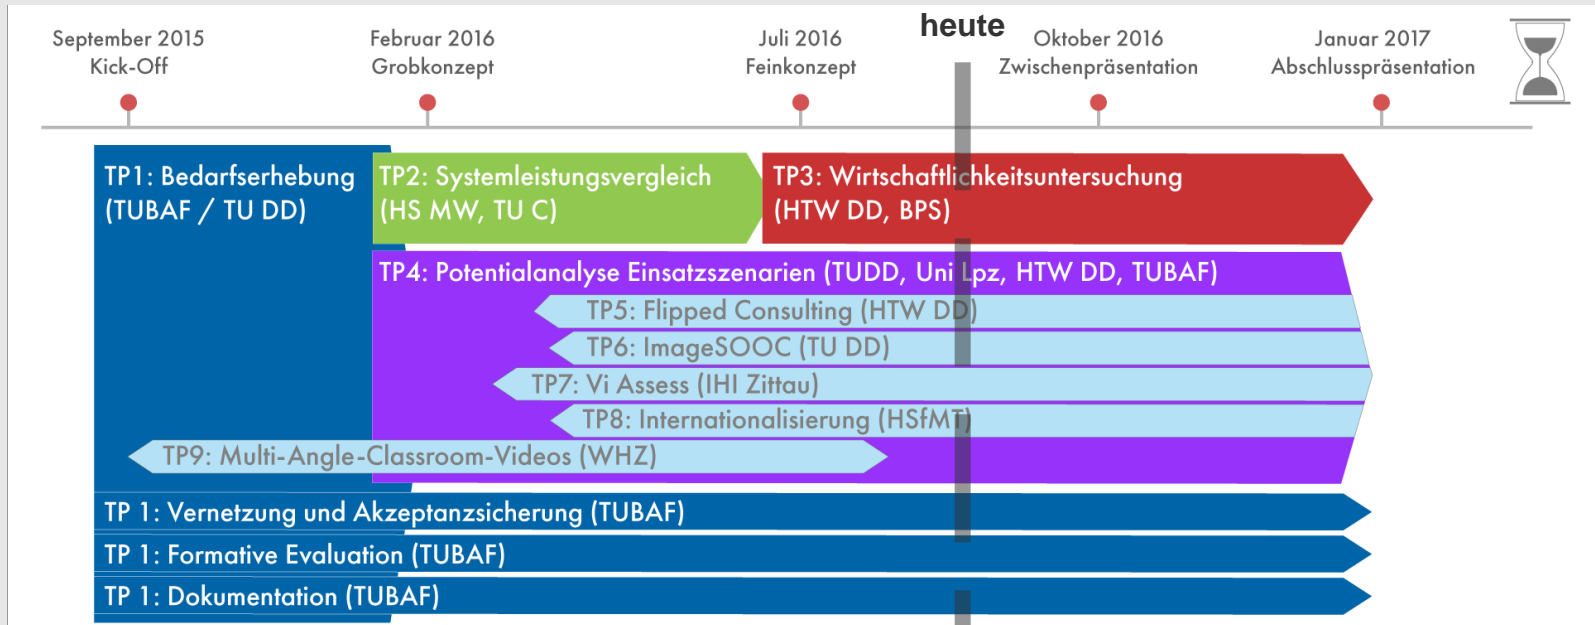 heute
September 2015
Kick-Off
Februar 2016
Grobkonzept
Juli 2016
Feinkonzept
Oktober 2016
Zwischenpräsentation
Januar 2017
Abschlusspräsentation
TP1: Bedarfserhebung
(TUBAF / TU DD)
TP2: Systemleistungsvergleich
(HS MW, TU C)
TP3: Wirtschaftlichkeitsuntersuchung
(HTW DD, BPS)
TP4: Potentialanalyse Einsatzszenarien (TUDD, Uni Lpz, HTW DD, TUBAF)
TP5: Flipped Consulting (HTW DD)
TP6: ImageSOOC (TU DD)
TP7: Vi Assess (IHI Zittau)
TP8: Internationalisierung (HSfMT)
TP9: Multi-Angle-Classroom-Videos (WHZ)
TP 1: Vernetzung und Akzeptanzsicherung (TUBAF)
TP 1: Formative Evaluation (TUBAF)
TP 1: Dokumentation (TUBAF)